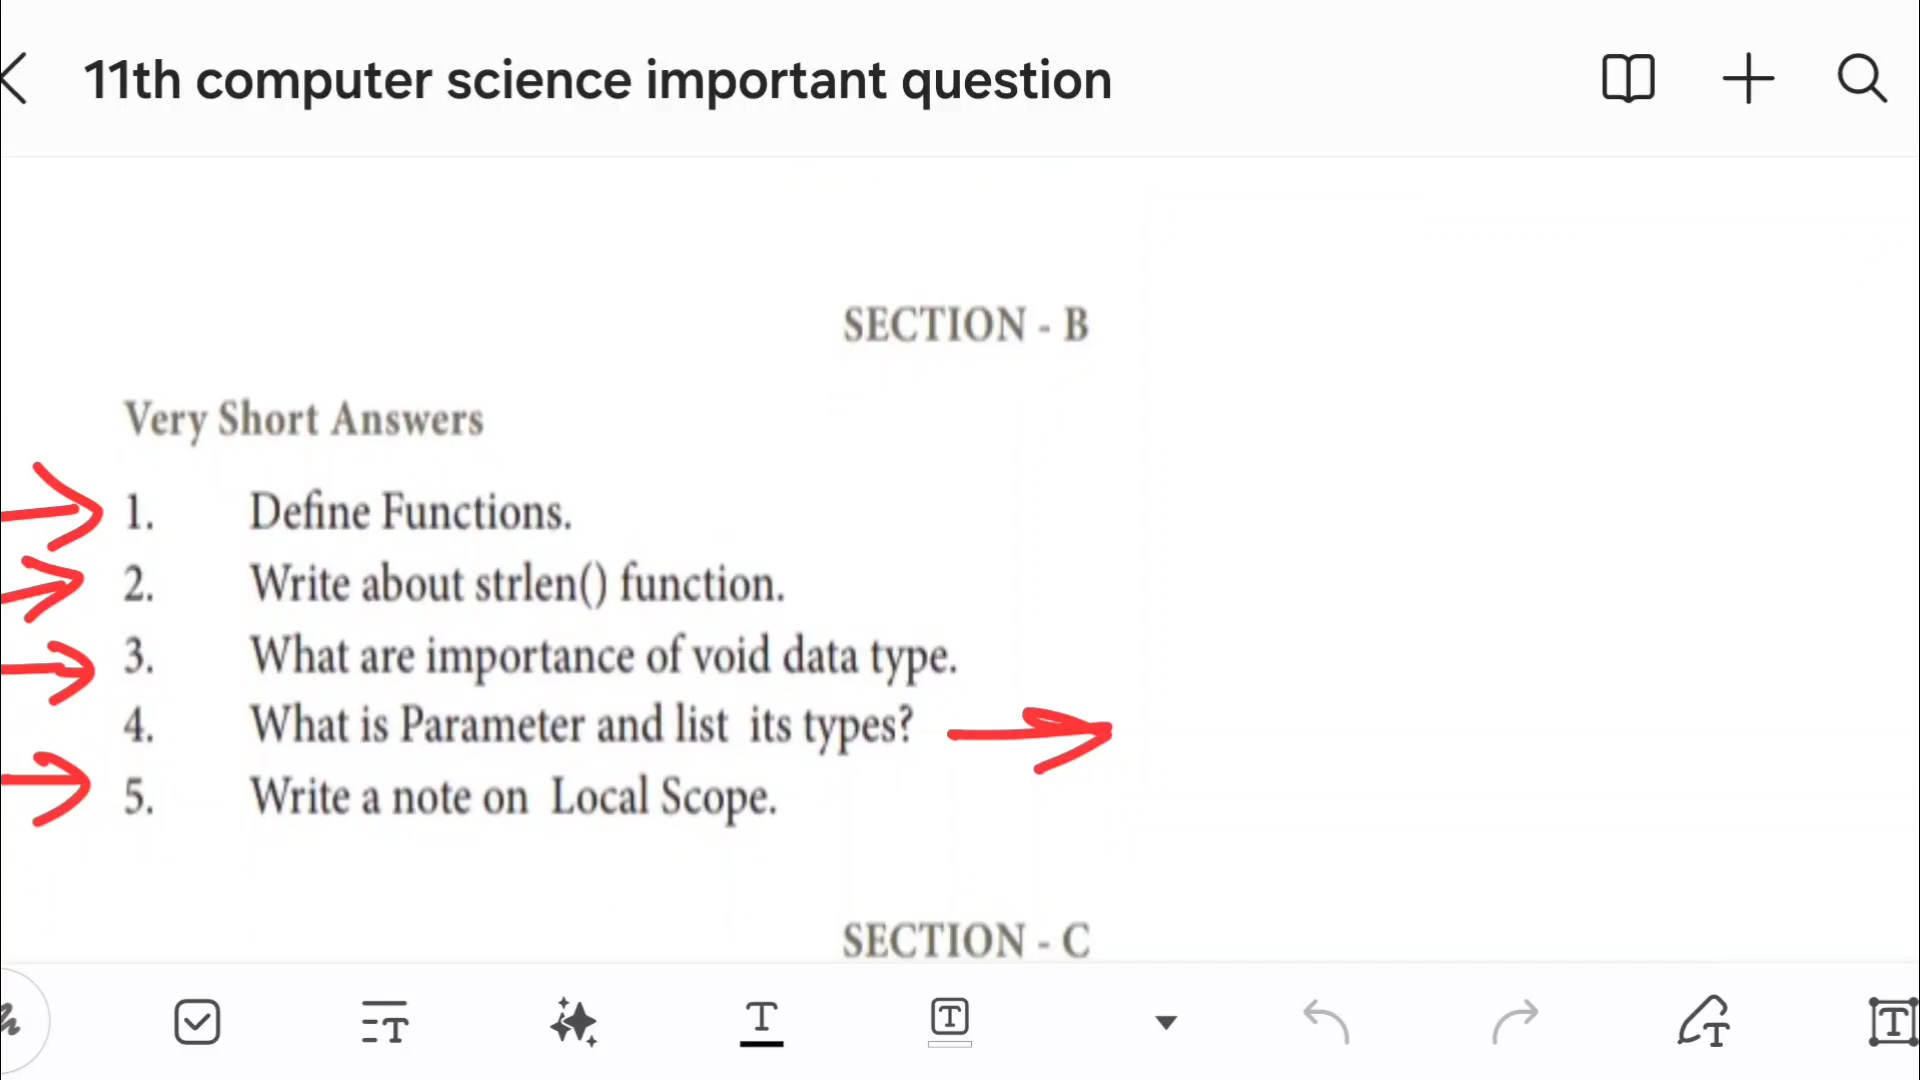 11th computer science important question
SECTION - B
Very Short Answers
1. Define Functions.
2. Write about strlen() function.
3. What are importance of void data type.
4. What is Parameter and list its types?
5. Write a note on Local Scope.
SECTION - C